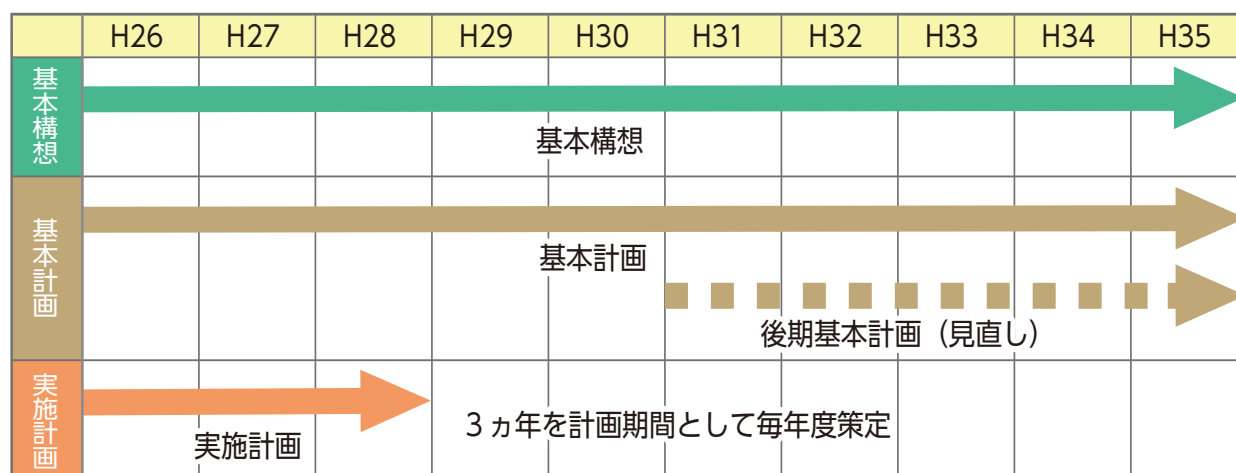 H26 H27 H28 H29 H30 H31 H32 H33 H34 H35
基本構想
基本構想
基本計画
基本計画
後期基本計画（見直し）
実施計画
実施計画
３ヵ年を計画期間として毎年度策定